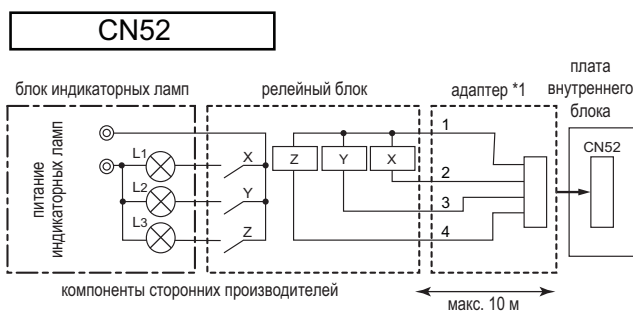 CN52
блок индикаторных ламп
релейный блок
адаптер *1
плата
внутреннего
блока
питание
индикаторных ламп
L1
L2
L3
X
Y
Z
Z
Y
X
1
2
3
4
CN52
компоненты сторонних производителей
макс. 10 м